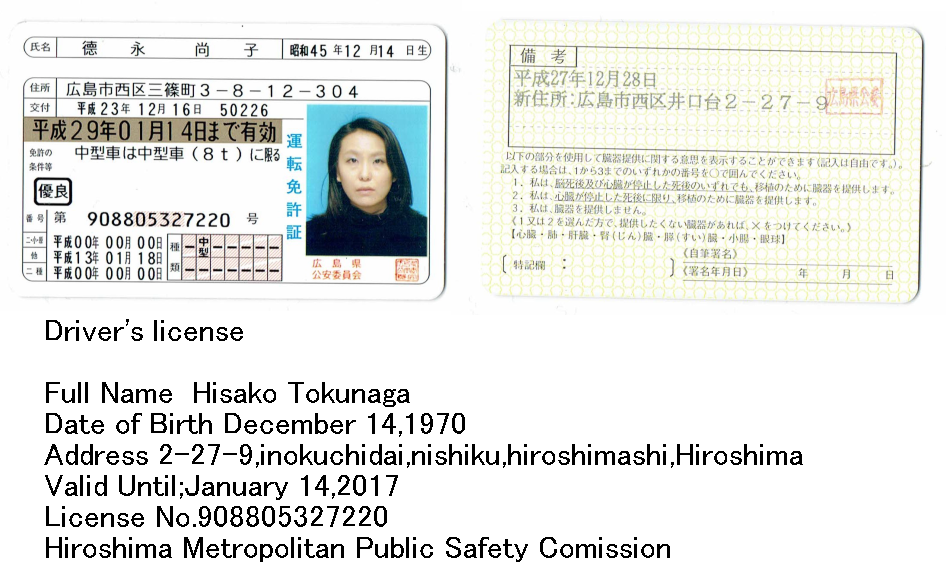 氏名 德永 尚子 昭和45年12月14日生
住所 広島市西区三篠町3-8-12-304
交付 平成23年12月16日 50226
平成29年01月14日まで有効
免許の条件等 中型車は中型車(8t)に限る
優良
番号 第 908805327220 号
二・小・原 平成00年00月00日
他 平成13年01月18日
二種 平成00年00月00日
種類 中型
運転免許証
広島県
公安委員会
備考
平成27年12月28日
新住所:広島市西区井口台2-27-9
広島県公安
以下の部分を使用して臓器提供に関する意思を表示することができます(記入は自由です。)。
記入する場合は、1から3までのいずれかの番号を○で囲んでください。
1.私は、脳死後及び心臓が停止した死後のいずれでも、移植のために臓器を提供します。
2.私は、心臓が停止した死後に限り、移植のために臓器を提供します。
3.私は、臓器を提供しません。
《1又は2を選んだ方で、提供したくない臓器があれば、×をつけてください。》
【心臓・肺・肝臓・腎(じん)臓・膵(すい)臓・小腸・眼球】
〔特記欄: 〕
《自筆署名》
《署名年月日》 年 月 日
Driver's license
Full Name Hisako Tokunaga
Date of Birth December 14,1970
Address 2-27-9,inokuchidai,nishiku,hiroshimashi,Hiroshima
Valid Until;January 14,2017
License No.908805327220
Hiroshima Metropolitan Public Safety Comission